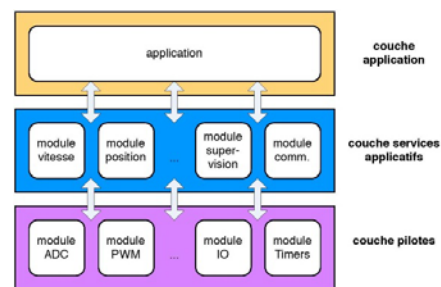 application
couche
application
module
vitesse
module
position
...
module
super-
vision
module
comm.
couche services
applicatifs
module
ADC
module
PWM
...
module
IO
module
Timers
couche pilotes